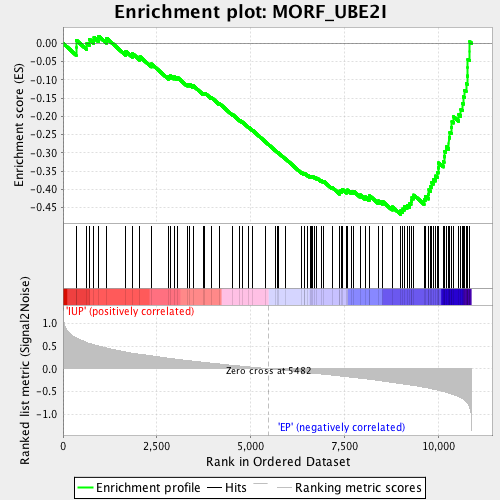 Enrichment plot: MORF_UBE2I
Enrichment score (ES)
0.00
-0.05
-0.10
-0.15
-0.20
-0.25
-0.30
-0.35
-0.40
-0.45
Ranked list metric (Signal2Noise)
'IUP' (positively correlated)
1.0
0.5
0.0
-0.5
-1.0
Zero cross at 5482
'EP' (negatively correlated)
0 2,500 5,000 7,500 10,000
Rank in Ordered Dataset
Enrichment profile Hits Ranking metric scores